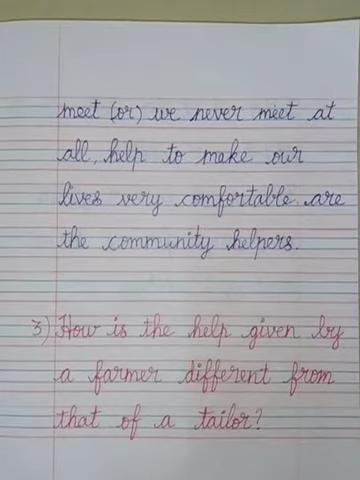 meet (or) we never meet at
all, help to make our
lives very comfortable are
the community helpers.
3) How is the help given by
a farmer different from
that of a tailor?